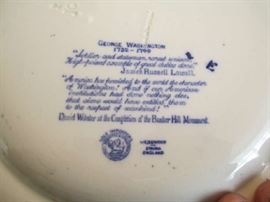 GEORGE WASHINGTON
1732 - 1799
"Soldier and statesman, rarest unison;
High-poised example of great duties done"
James Russell Lowell.
"America has furnished to the world the character
of Washington! And if our American
institutions had done nothing else,
that alone would have entitled them
to the respect of mankind!"
Daniel Webster at the Completion of the Bunker Hill Monument.
WEDGWOOD
ETRURIA
ENGLAND